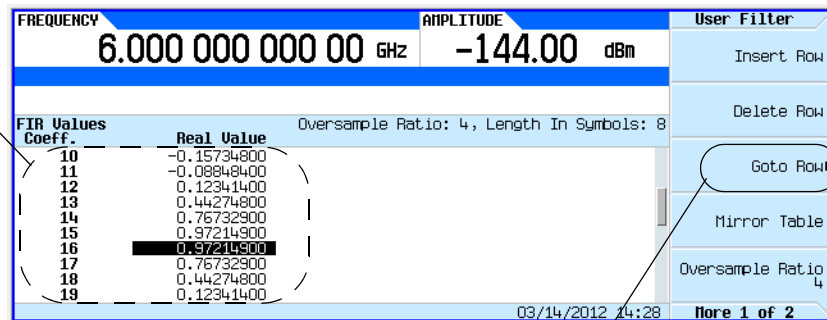 FREQUENCY
6.000 000 000 00 GHz
AMPLITUDE
-144.00 dBm
FIR Values
Oversample Ratio: 4, Length In Symbols: 8
Coeff. Real Value
10 -0.15734800
11 -0.08848400
12 0.12341400
13 0.44274800
14 0.76732900
15 0.97214900
16 0.97214900
17 0.76732900
18 0.44274800
19 0.12341400
03/14/2012 14:28
User Filter
Insert Row
Delete Row
Goto Row
Mirror Table
Oversample Ratio
4
More 1 of 2